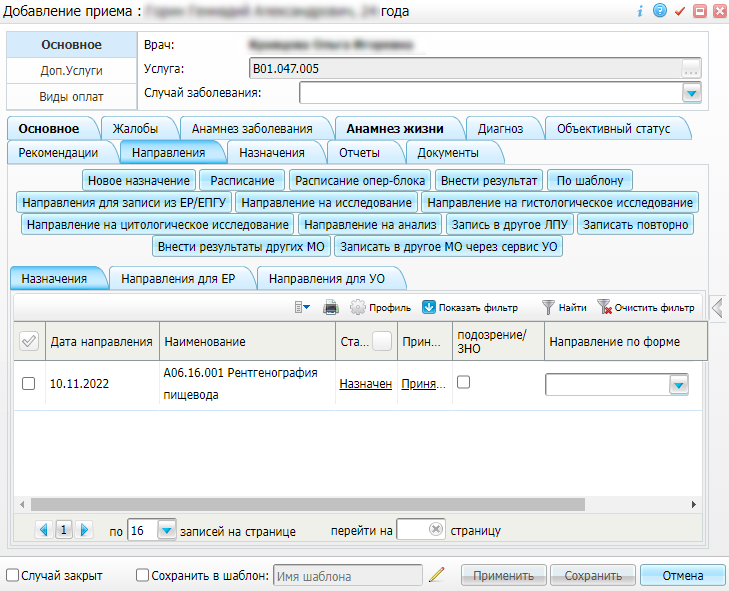 Добавление приема : года
Основное
Доп.Услуги
Виды оплат
Врач:
Услуга: B01.047.005 ...
Случай заболевания:
Основное Жалобы Анамнез заболевания Анамнез жизни Диагноз Объективный статус
Рекомендации Направления Назначения Отчеты Документы
Новое назначение Расписание Расписание опер-блока Внести результат По шаблону
Направления для записи из ЕР/ЕПГУ Направление на исследование Направление на гистологическое исследование
Направление на цитологическое исследование Направление на анализ Запись в другое ЛПУ Записать повторно
Внести результаты других МО Записать в другое МО через сервис УО
Назначения Направления для ЕР Направления для УО
Профиль Показать фильтр Найти Очистить фильтр
Дата направления Наименование Ста... Прин... подозрение/
ЗНО Направление по форме
10.11.2022 A06.16.001 Рентгенография
пищевода Назначен Приня...
1 по 16 записей на странице перейти на страницу
Случай закрыт Сохранить в шаблон: Имя шаблона Применить Сохранить Отмена